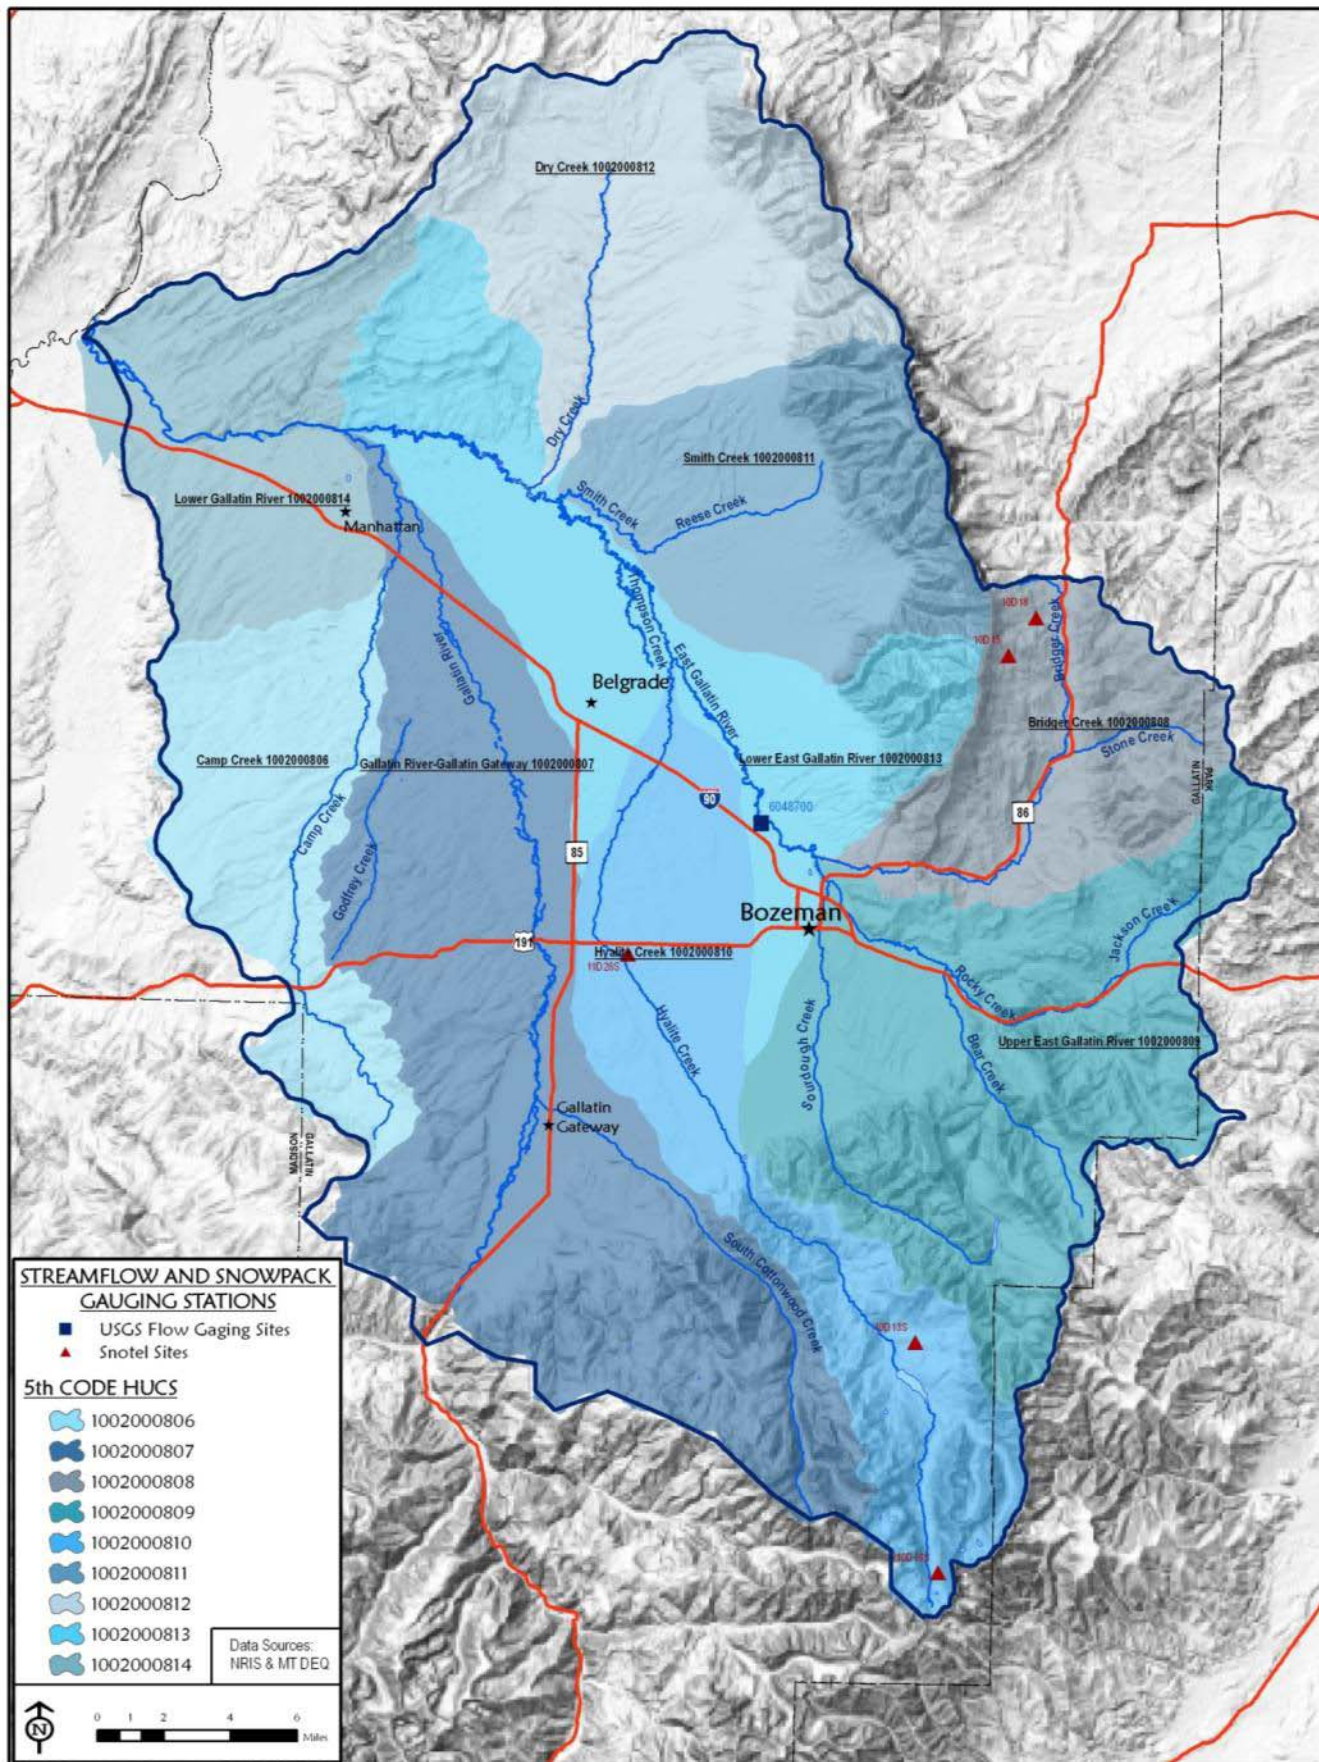 Dry Creek 1002000812
Dry Creek
Smith Creek 1002000811
Smith Creek
Reese Creek
Lower Gallatin River 1002000814
Manhattan
Thompson Creek
East Gallatin River
Gallatin River
Belgrade
10D18
Bridger Creek
Bridger Creek 1002000808
Stone Creek
PARK
GALLATIN
Camp Creek 1002000806
Gallatin River-Gallatin Gateway 1002000807
Lower East Gallatin River 1002000813
90
6048700
86
85
Camp Creek
Godfrey Creek
Bozeman
191
Hyalite Creek 1002000810
Jackson Creek
Rocky Creek
Hyalite Creek
Sourdough Creek
Bear Creek
Upper East Gallatin River 1002000809
Gallatin
Gateway
MADISON
GALLATIN
South Cottonwood Creek
STREAMFLOW AND SNOWPACK
GAUGING STATIONS
USGS Flow Gaging Sites
Snotel Sites
5th CODE HUCS
1002000806
1002000807
1002000808
1002000809
1002000810
1002000811
1002000812
1002000813
1002000814
Data Sources:
NRIS & MT DEQ
N
0 1 2 4 6
Miles